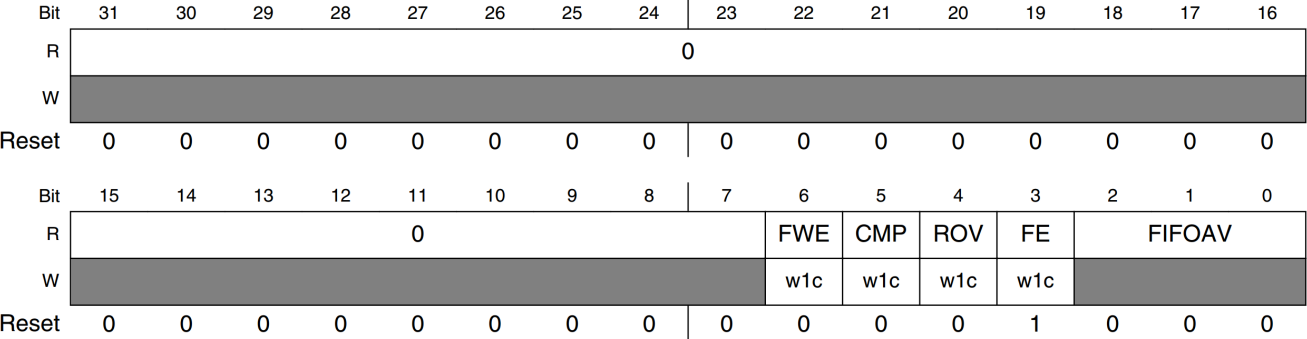 Bit 31 30 29 28 27 26 25 24 23 22 21 20 19 18 17 16
R 0
W
Reset 0 0 0 0 0 0 0 0 0 0 0 0 0 0 0 0
Bit 15 14 13 12 11 10 9 8 7 6 5 4 3 2 1 0
R 0 FWE CMP ROV FE FIFOAV
W w1c w1c w1c w1c
Reset 0 0 0 0 0 0 0 0 0 0 0 0 1 0 0 0